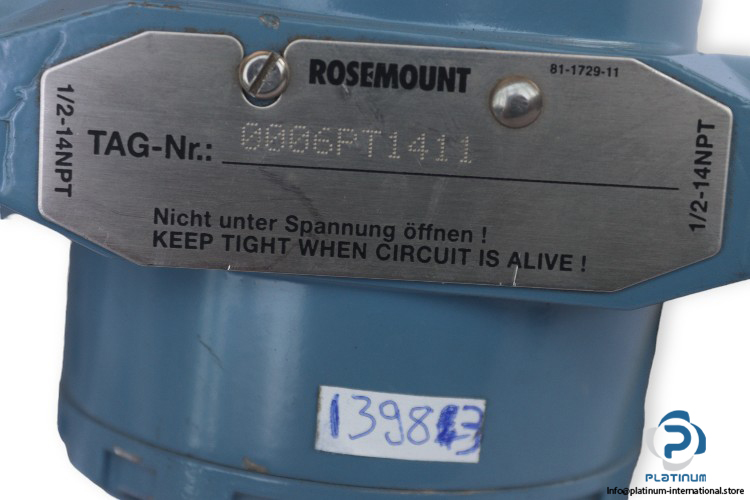 ROSEMOUNT
81-1729-11
1/2-14NPT
TAG-Nr.: 0006PT1411
1/2-14NPT
Nicht unter Spannung öffnen !
KEEP TIGHT WHEN CIRCUIT IS ALIVE !
PLATINUM
Info@platinum-international.store